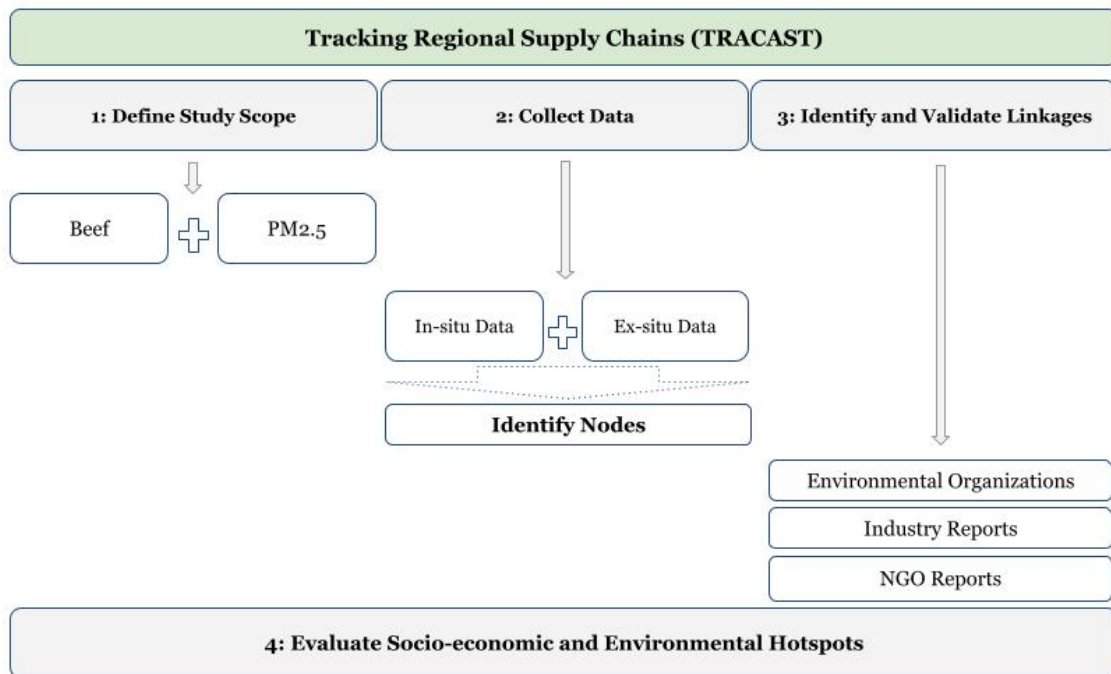 Tracking Regional Supply Chains (TRACAST)
1: Define Study Scope
2: Collect Data
3: Identify and Validate Linkages
Beef
PM2.5
In-situ Data
Ex-situ Data
Identify Nodes
Environmental Organizations
Industry Reports
NGO Reports
4: Evaluate Socio-economic and Environmental Hotspots